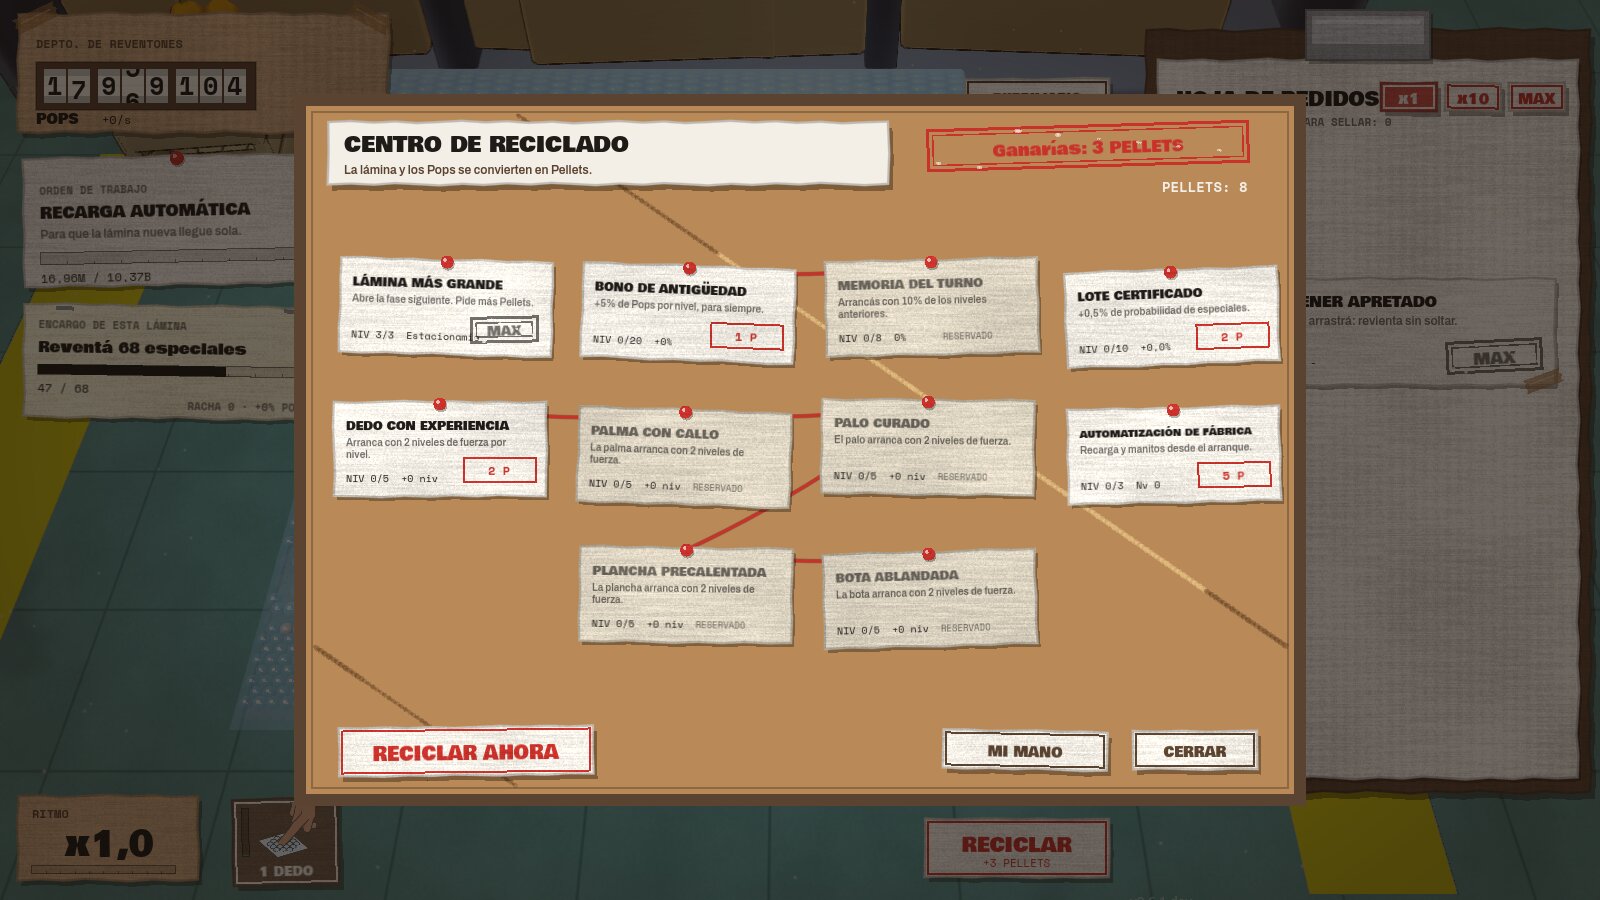 DEPTO. DE REVENTONES
POPS +0/s
ORDEN DE TRABAJO
RECARGA AUTOMÁTICA
Para que la lámina nueva llegue sola.
16,96M / 10,37B
ENCARGO DE ESTA LÁMINA
Reventá 68 especiales
47 / 68
RACHA 0 · +0% PO
RITMO
x1,0
1 DEDO
CENTRO DE RECICLADO
La lámina y los Pops se convierten en Pellets.
Ganarías: 3 PELLETS
PELLETS: 8
LÁMINA MÁS GRANDE
Abre la fase siguiente. Pide más Pellets.
NIV 3/3
MAX
BONO DE ANTIGÜEDAD
+5% de Pops por nivel, para siempre.
NIV 0/20 +0%
1 P
MEMORIA DEL TURNO
Arrancás con 10% de los niveles
anteriores.
NIV 0/8 0% RESERVADO
LOTE CERTIFICADO
+0,5% de probabilidad de especiales.
NIV 0/10 +0,0%
2 P
DEDO CON EXPERIENCIA
Arranca con 2 niveles de fuerza por
nivel.
NIV 0/5 +0 niv
2 P
PALMA CON CALLO
La palma arranca con 2 niveles de
fuerza.
NIV 0/5 +0 niv RESERVADO
PALO CURADO
El palo arranca con 2 niveles de fuerza.
NIV 0/5 +0 niv RESERVADO
AUTOMATIZACIÓN DE FÁBRICA
Recarga y manitos desde el arranque.
NIV 0/3 Nv 0
5 P
PLANCHA PRECALENTADA
La plancha arranca con 2 niveles de
fuerza.
NIV 0/5 +0 niv RESERVADO
BOTA ABLANDADA
La bota arranca con 2 niveles de fuerza.
NIV 0/5 +0 niv RESERVADO
RECICLAR AHORA
MI MANO
CERRAR
RECICLAR
+3 PELLETS
PEDIDOS
x1
x10
MAX
ARA SELLAR: 0
ENER APRETADO
arrastrá: revienta sin soltar.
MAX